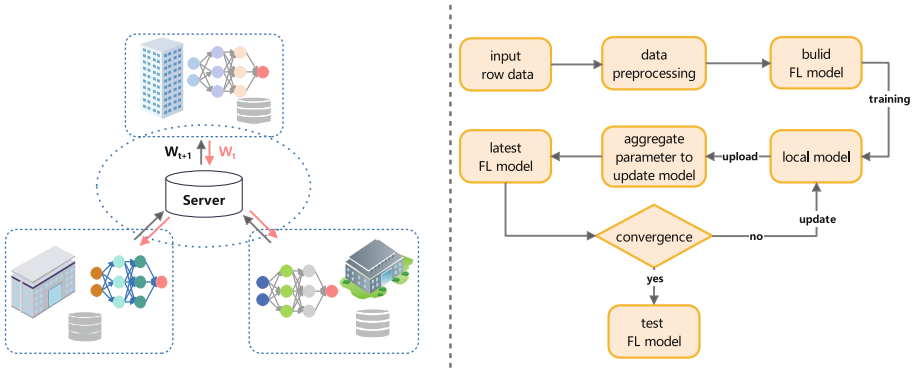 W_{t+1}
W_t
Server
input
row data
data
preprocessing
bulid
FL model
training
latest
FL model
aggregate
parameter to
update model
upload
local model
convergence
no
update
yes
test
FL model